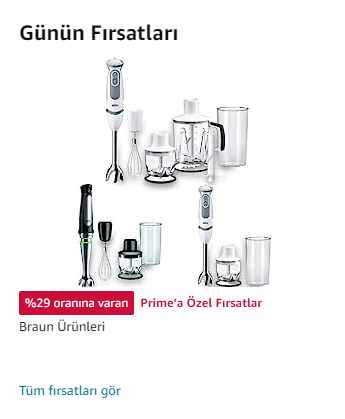 Günün Fırsatları
%29 oranına varan Prime'a Özel Fırsatlar
Braun Ürünleri
Tüm fırsatları gör